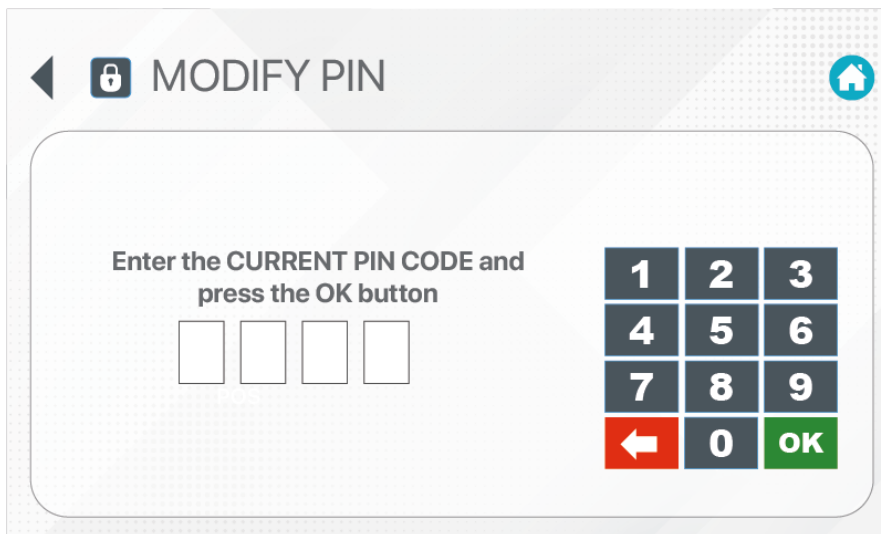 MODIFY PIN
Enter the CURRENT PIN CODE and
press the OK button
1 2 3
4 5 6
7 8 9
0 OK